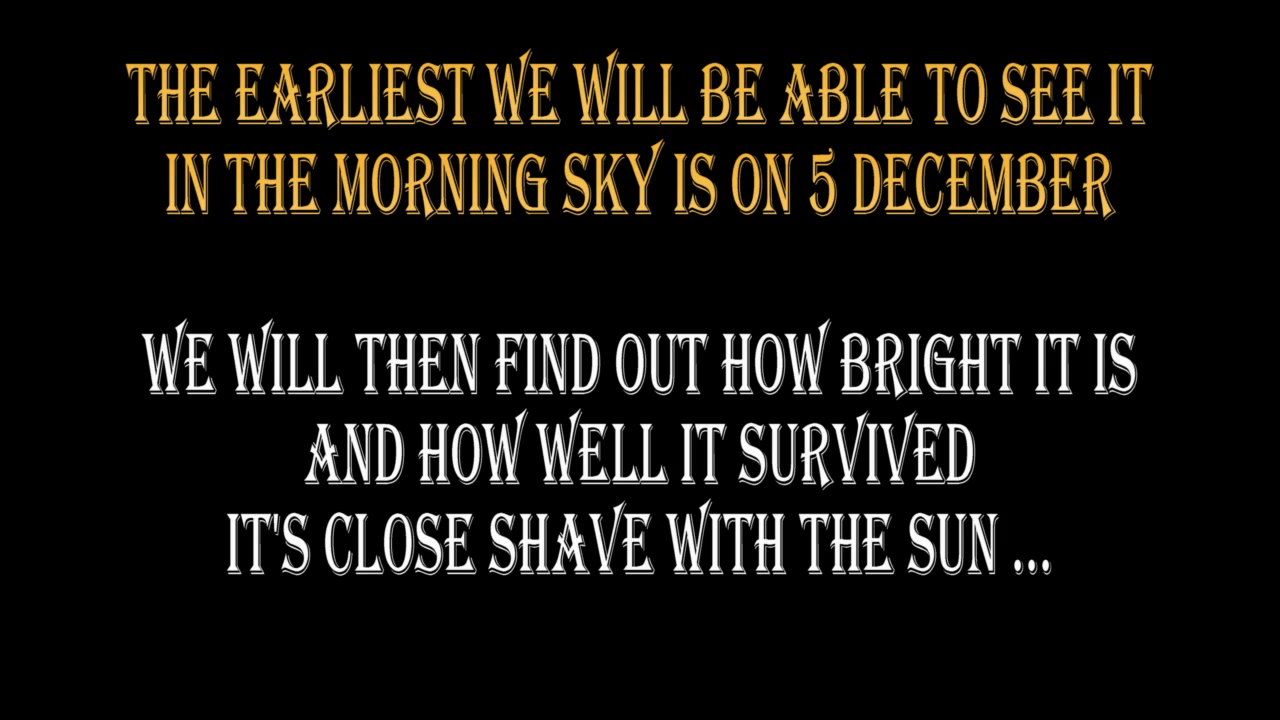 THE EARLIEST WE WILL BE ABLE TO SEE IT
IN THE MORNING SKY IS ON 5 DECEMBER
WE WILL THEN FIND OUT HOW BRIGHT IT IS
AND HOW WELL IT SURVIVED
IT'S CLOSE SHAVE WITH THE SUN ...